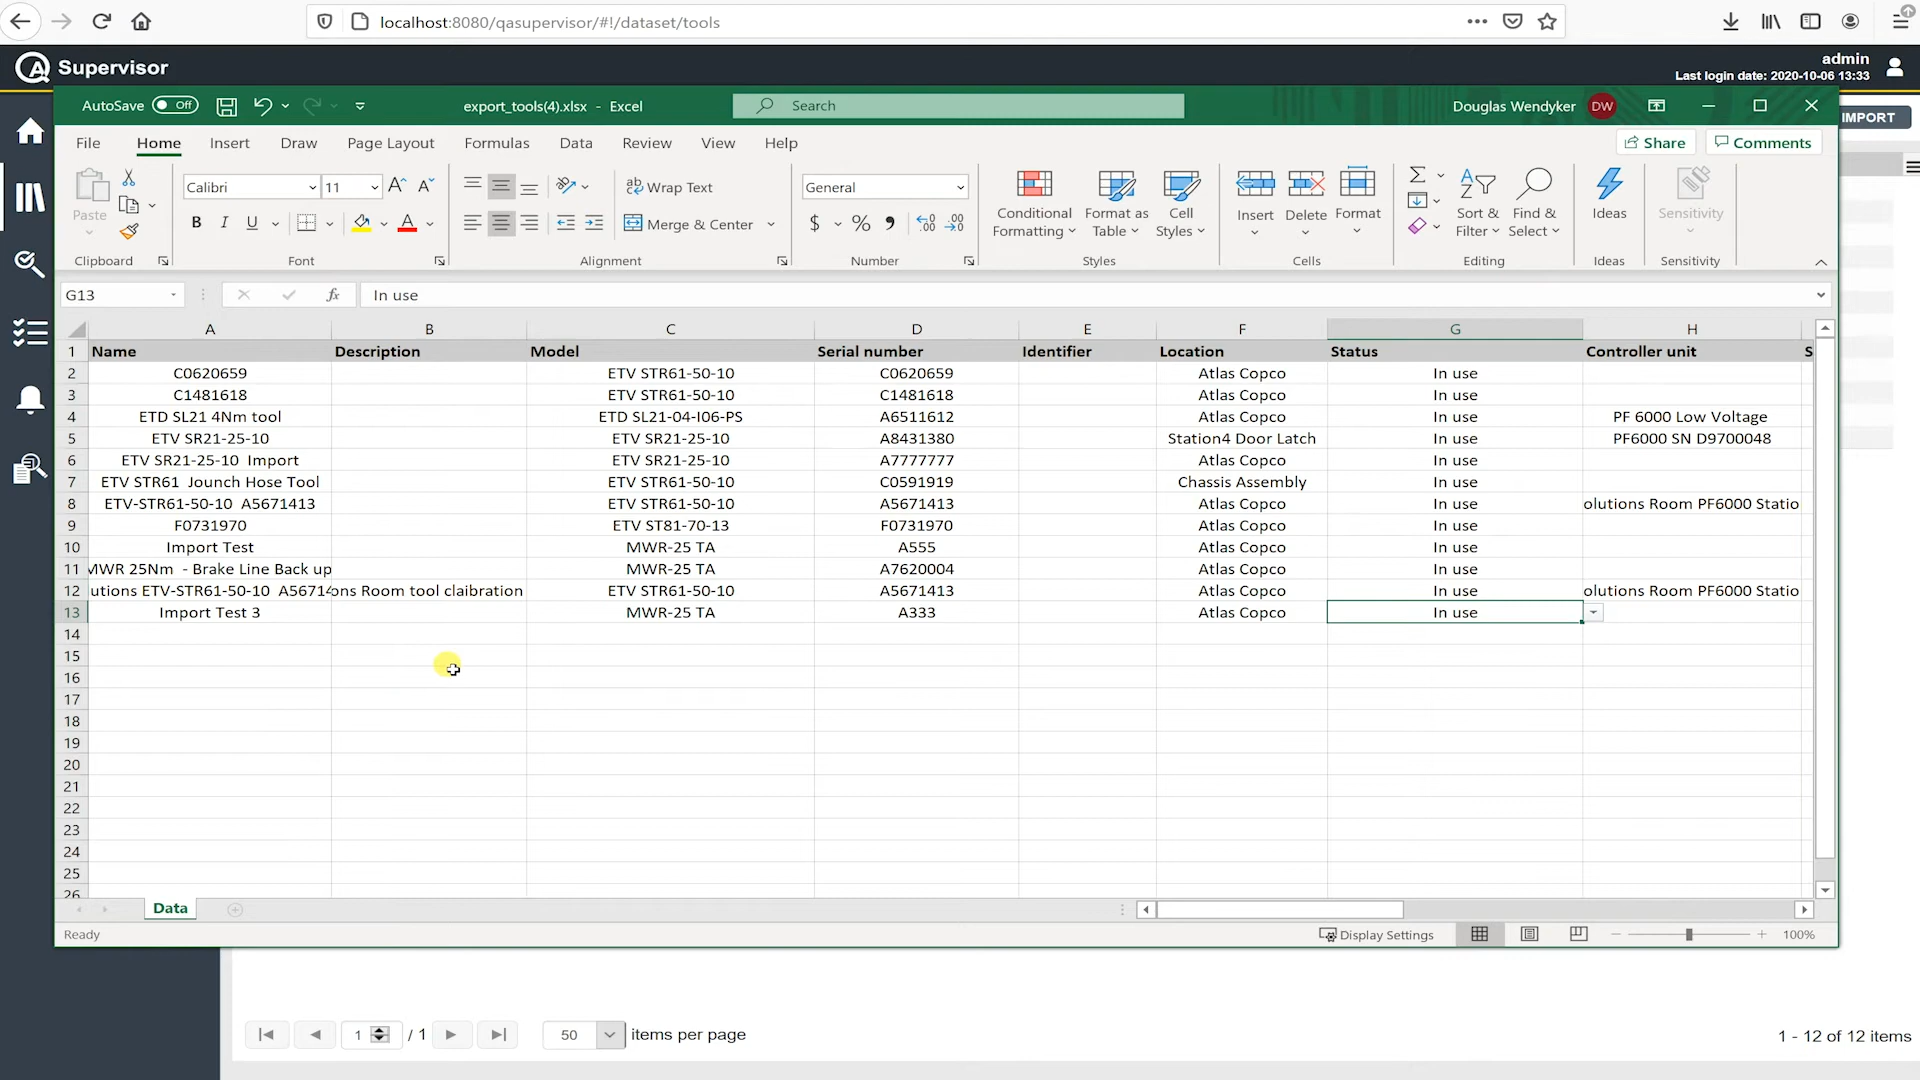 localhost:8080/qasupervisor/#!/dataset/tools
Supervisor
admin
Last login date: 2020-10-06 13:33
IMPORT
AutoSave Off
export_tools(4).xlsx - Excel
Search
Douglas Wendyker DW
File Home Insert Draw Page Layout Formulas Data Review View Help
Share
Comments
Paste
Calibri 11
B I U
ab Wrap Text
Merge & Center
General
$ % 9
Conditional Formatting
Format as Table
Cell Styles
Insert Delete Format
Sort & Filter
Find & Select
Ideas
Sensitivity
Clipboard Font Alignment Number Styles Cells Editing Ideas Sensitivity
G13 fx In use
A B C D E F G H
1 Name Description Model Serial number Identifier Location Status Controller unit S
2 C0620659 ETV STR61-50-10 C0620659 Atlas Copco In use
3 C1481618 ETV STR61-50-10 C1481618 Atlas Copco In use
4 ETD SL21 4Nm tool ETD SL21-04-I06-PS A6511612 Atlas Copco In use PF 6000 Low Voltage
5 ETV SR21-25-10 ETV SR21-25-10 A8431380 Station4 Door Latch In use PF6000 SN D9700048
6 ETV SR21-25-10 Import ETV SR21-25-10 A7777777 Atlas Copco In use
7 ETV STR61 Jounch Hose Tool ETV STR61-50-10 C0591919 Chassis Assembly In use
8 ETV-STR61-50-10 A5671413 ETV STR61-50-10 A5671413 Atlas Copco In use olutions Room PF6000 Statio
9 F0731970 ETV ST81-70-13 F0731970 Atlas Copco In use
10 Import Test MWR-25 TA A555 Atlas Copco In use
11 MWR 25Nm - Brake Line Back up MWR-25 TA A7620004 Atlas Copco In use
12 utions ETV-STR61-50-10 A56714 ons Room tool claibration ETV STR61-50-10 A5671413 Atlas Copco In use olutions Room PF6000 Statio
13 Import Test 3 MWR-25 TA A333 Atlas Copco In use
14
15
16
17
18
19
20
21
22
23
24
25
26
Data
Ready
Display Settings
100%
1 / 1
50 items per page
1 - 12 of 12 items